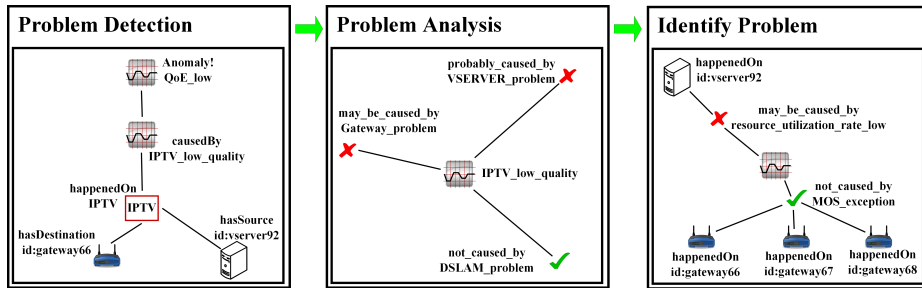 Problem Detection
Anomaly!
QoE_low
causedBy
IPTV_low_quality
happenedOn
IPTV
IPTV
hasDestination
id:gateway66
hasSource
id:vserver92
Problem Analysis
probably_caused_by
VSERVER_problem
may_be_caused_by
Gateway_problem
IPTV_low_quality
not_caused_by
DSLAM_problem
Identify Problem
happenedOn
id:vserver92
may_be_caused_by
resource_utilization_rate_low
not_caused_by
MOS_exception
happenedOn
id:gateway66
happenedOn
id:gateway67
happenedOn
id:gateway68